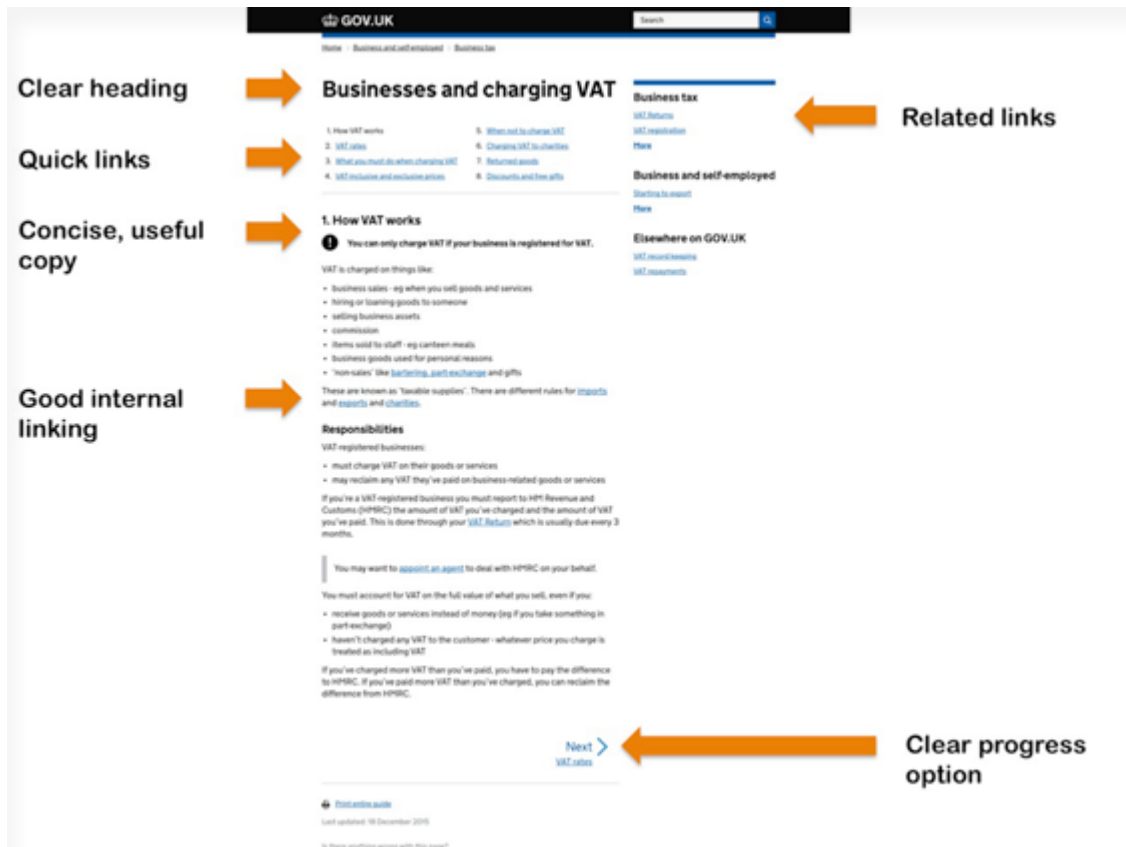 GOV.UK
Search
Home
Business and self-employed
Business tax
Clear heading
Businesses and charging VAT
Quick links
1. How VAT works
2. VAT rates
3. What you must do when charging VAT
4. VAT inclusive and exclusive prices
5. When not to charge VAT
6. Charging VAT to charities
7. Returned goods
8. Discounts and free gifts
Related links
Business tax
VAT Returns
VAT registration
More
Business and self-employed
Starting to export
More
Elsewhere on GOV.UK
VAT record keeping
VAT repayments
Concise, useful
copy
1. How VAT works
You can only charge VAT if your business is registered for VAT.
VAT is charged on things like:
• business sales - eg when you sell goods and services
• hiring or loaning goods to someone
• selling business assets
• commission
• items sold to staff - eg canteen meals
• business goods used for personal reasons
• 'non-sales' like bartering, part-exchange and gifts
Good internal
linking
These are known as 'taxable supplies'. There are different rules for imports
and exports and charities.
Responsibilities
VAT-registered businesses:
• must charge VAT on their goods or services
• may reclaim any VAT they've paid on business-related goods or services
If you're a VAT-registered business you must report to HM Revenue and
Customs (HMRC) the amount of VAT you've charged and the amount of VAT
you've paid. This is done through your VAT Return which is usually due every 3
months.
You may want to appoint an agent to deal with HMRC on your behalf.
You must account for VAT on the full value of what you sell, even if you:
• receive goods or services instead of money (eg if you take something in
part-exchange)
• haven't charged any VAT to the customer - whatever price you charge is
treated as including VAT
If you've charged more VAT than you've paid, you have to pay the difference
to HMRC. If you've paid more VAT than you've charged, you can reclaim the
difference from HMRC.
Next
VAT rates
Clear progress
option
Print entire guide
Last updated: 18 December 2015
Is there anything wrong with this page?